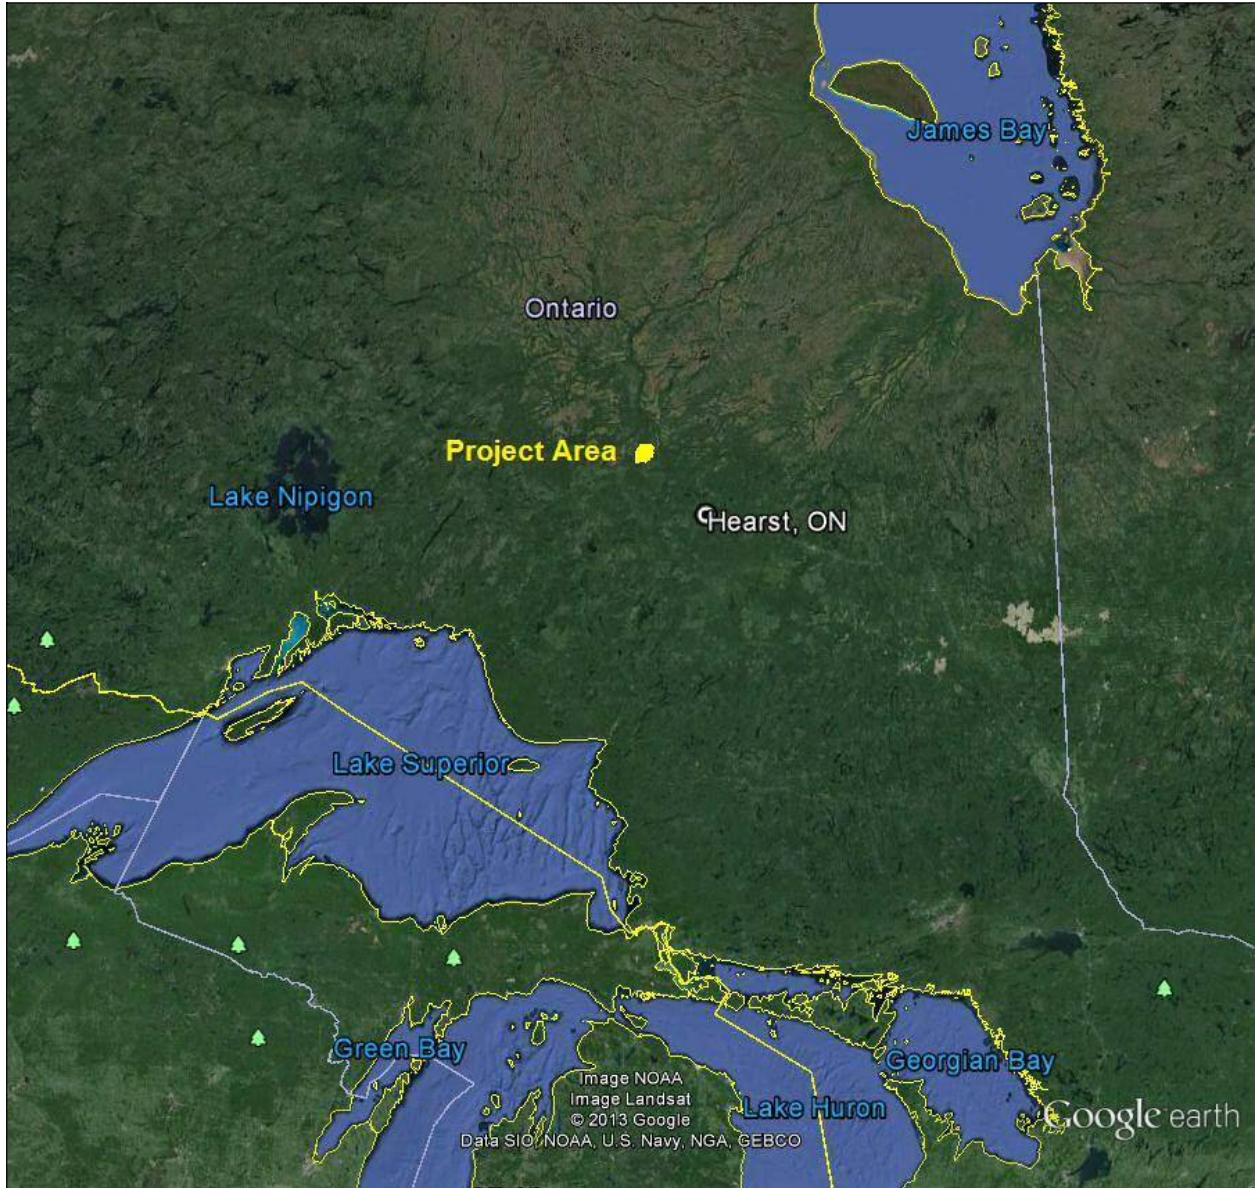 James Bay
Ontario
Project Area
Lake Nipigon
Hearst, ON
Lake Superior
Green Bay
Georgian Bay
Image NOAA
Image Landsat
© 2013 Google
Data SIO, NOAA, U.S. Navy, NGA, GEBCO
Lake Huron
Google earth